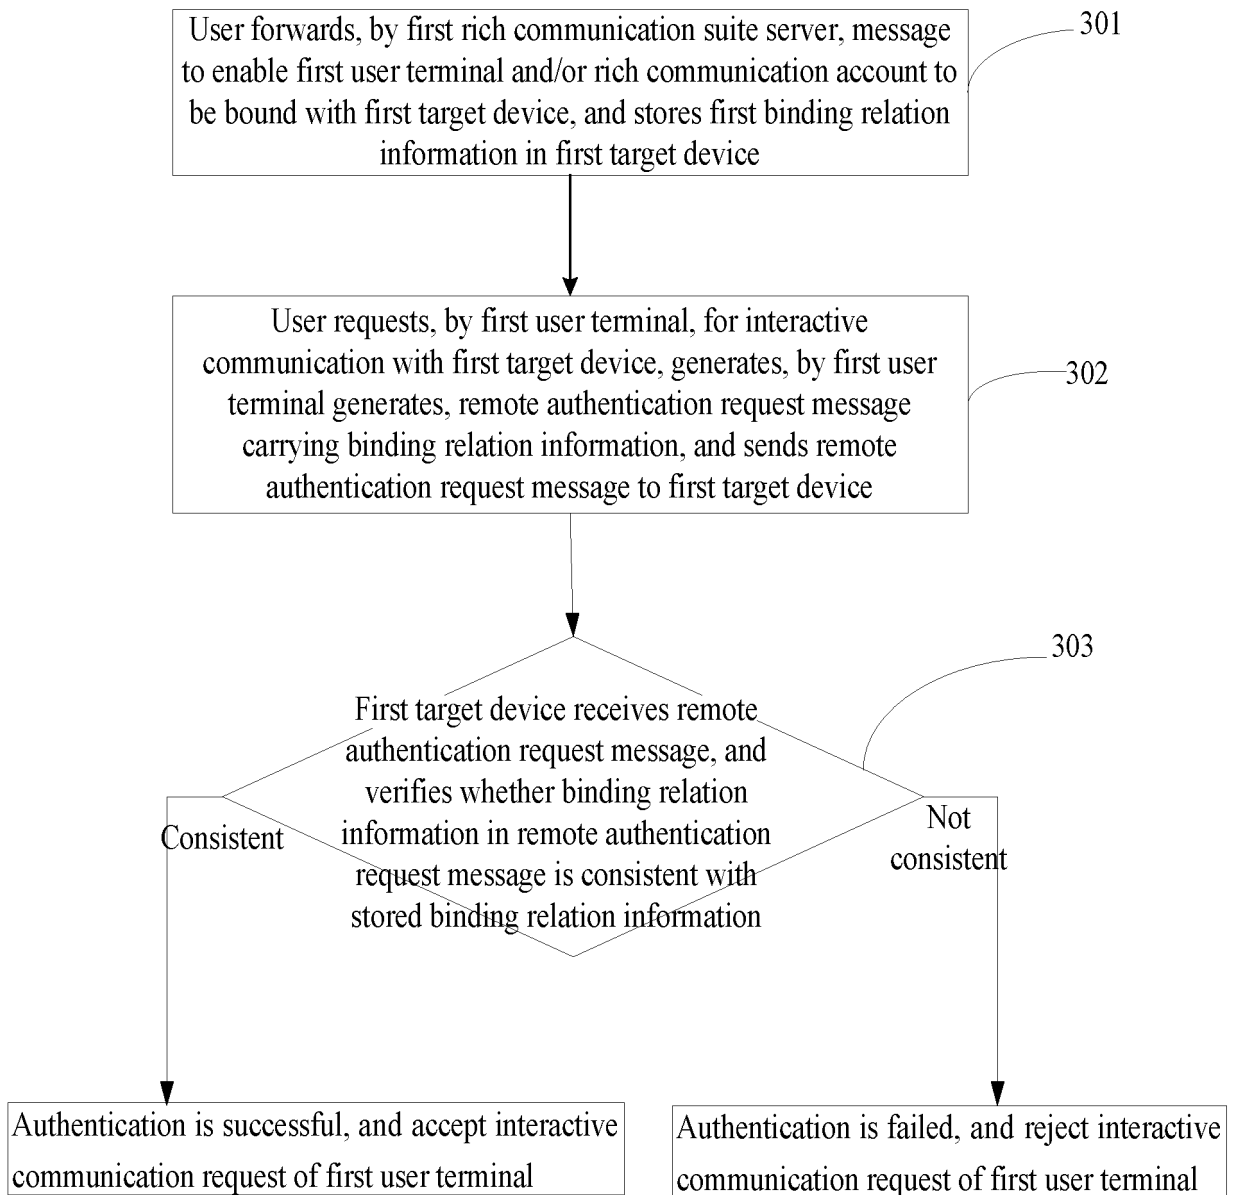 User forwards, by first rich communication suite server, message
to enable first user terminal and/or rich communication account to
be bound with first target device, and stores first binding relation
information in first target device
301
User requests, by first user terminal, for interactive
communication with first target device, generates, by first user
terminal generates, remote authentication request message
carrying binding relation information, and sends remote
authentication request message to first target device
302
303
First target device receives remote
authentication request message, and
verifies whether binding relation
information in remote authentication
request message is consistent with
stored binding relation information
Consistent
Not
consistent
Authentication is successful, and accept interactive
communication request of first user terminal
Authentication is failed, and reject interactive
communication request of first user terminal